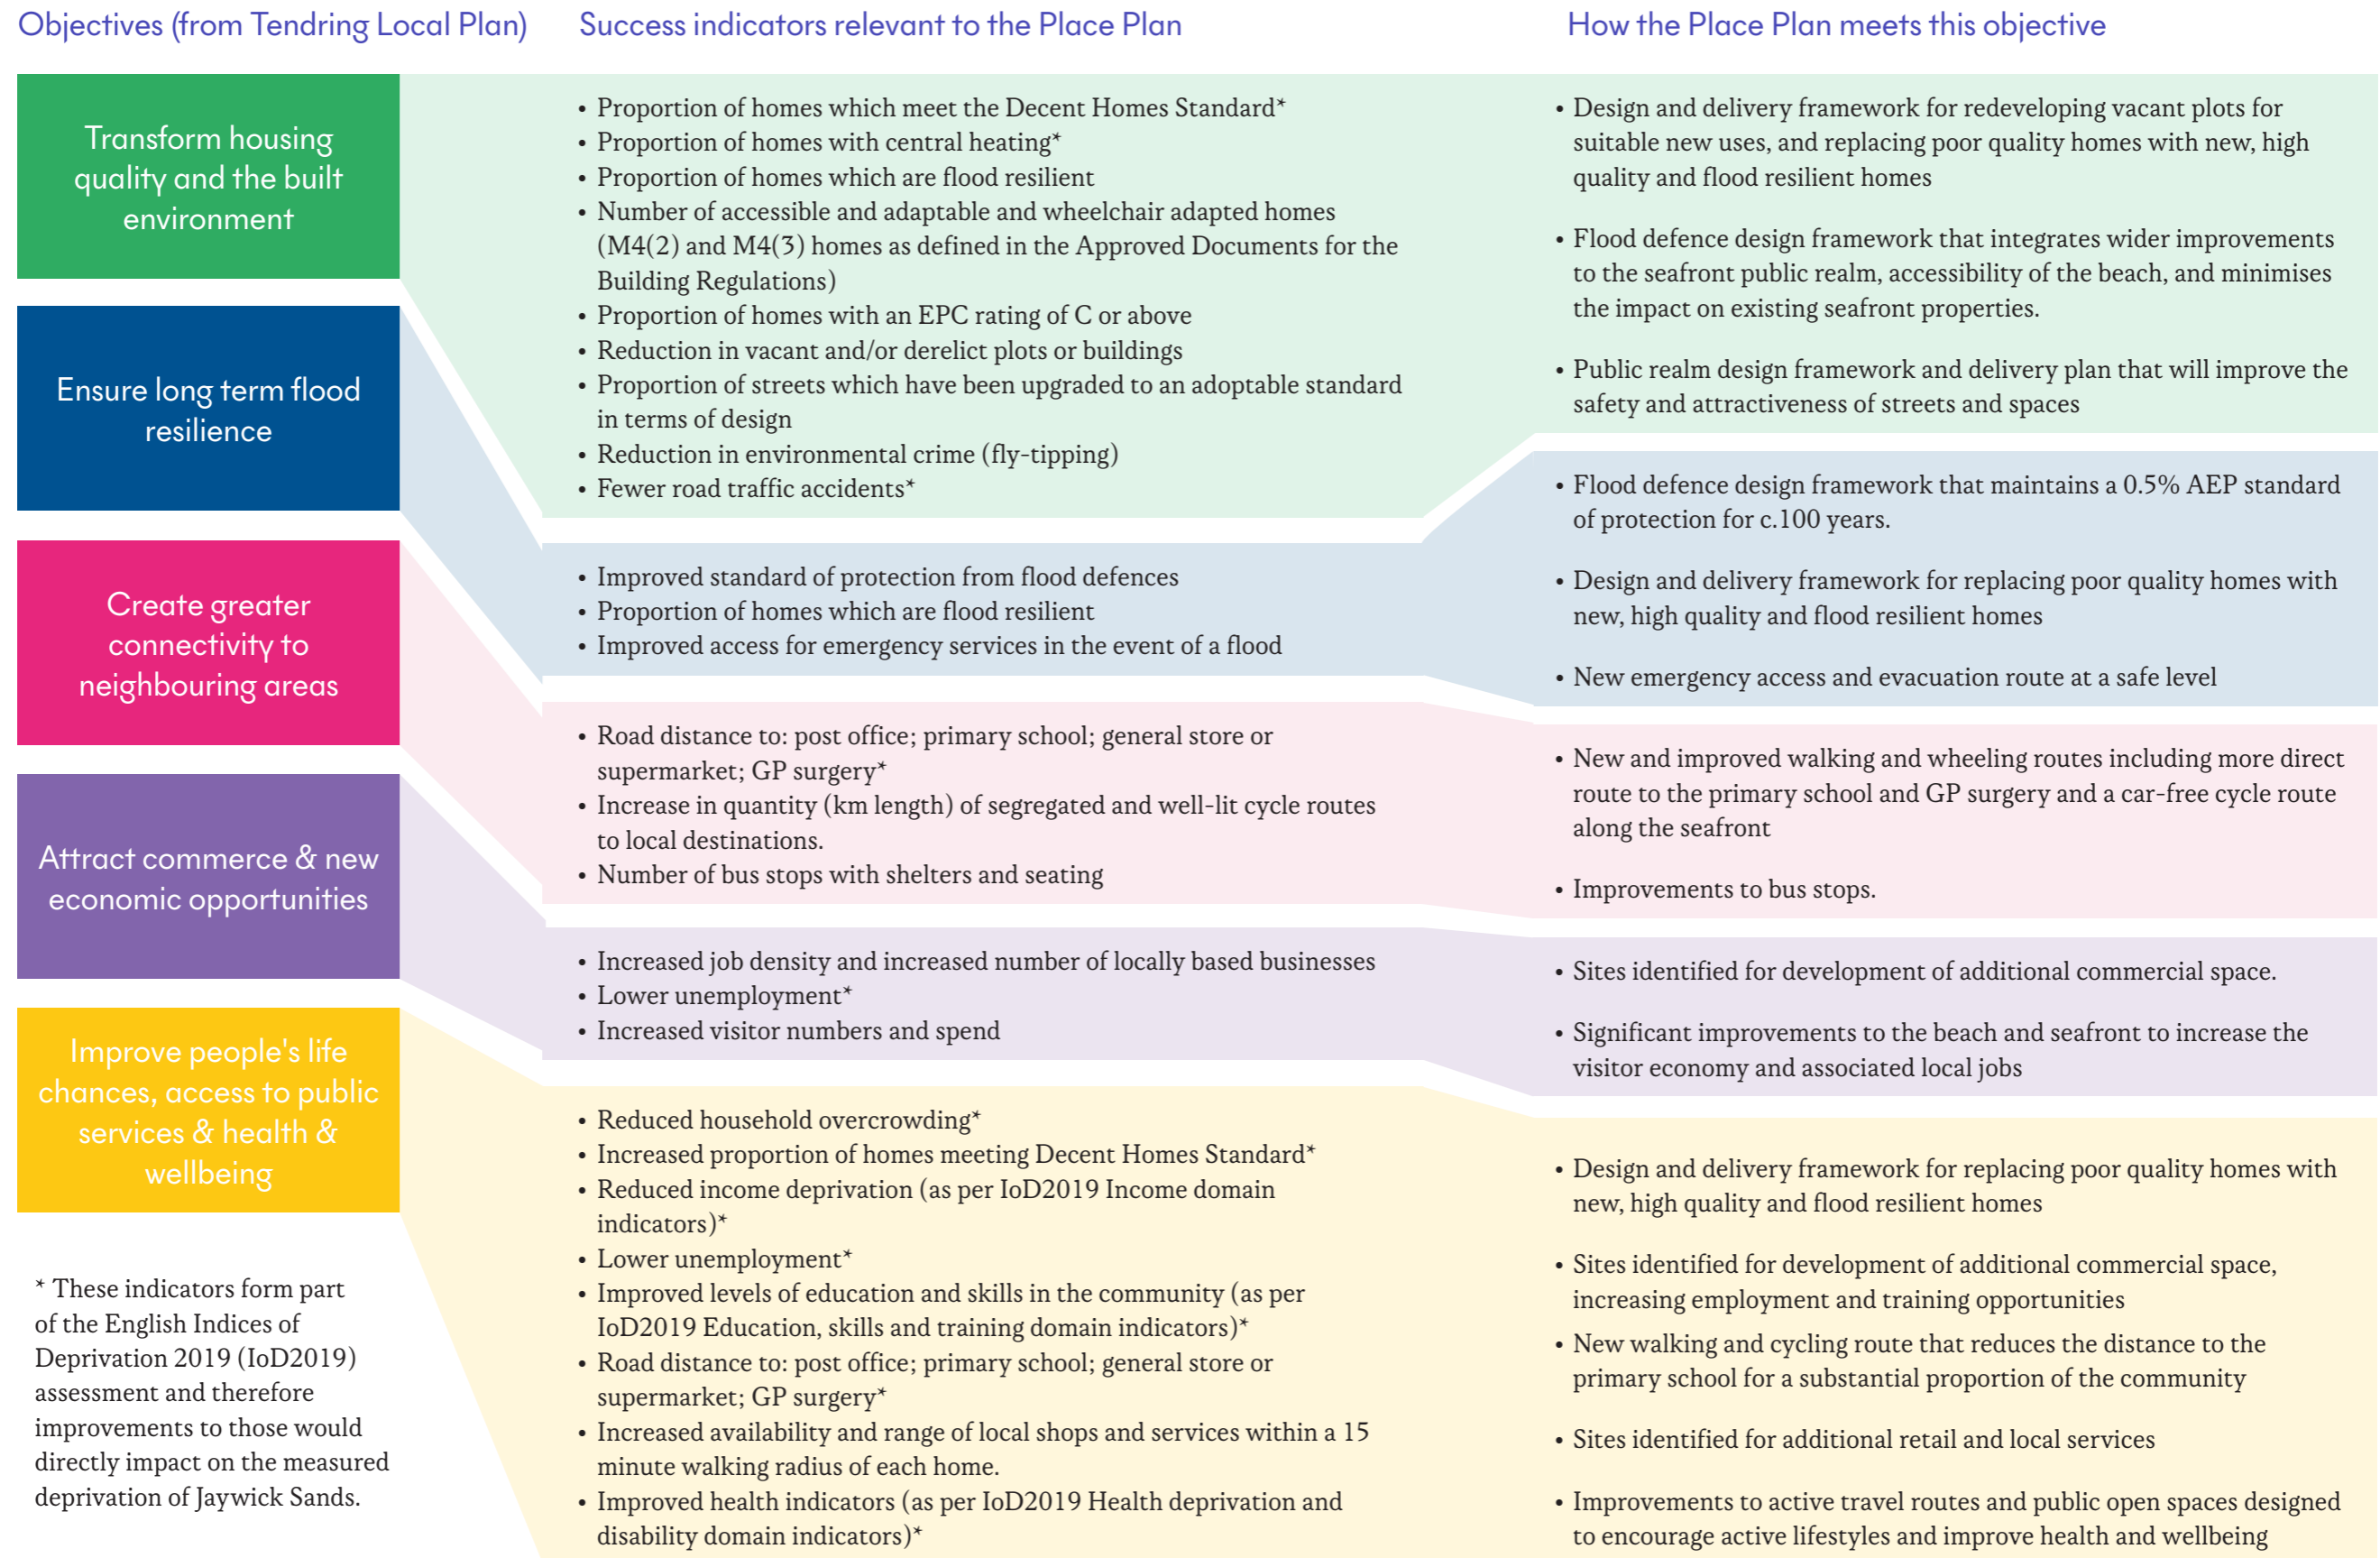 Objectives (from Tendring Local Plan)
Success indicators relevant to the Place Plan
How the Place Plan meets this objective
Transform housing
quality and the built
environment
• Proportion of homes which meet the Decent Homes Standard*
• Proportion of homes with central heating*
• Proportion of homes which are flood resilient
• Number of accessible and adaptable and wheelchair adapted homes
(M4(2) and M4(3) homes as defined in the Approved Documents for the
Building Regulations)
• Proportion of homes with an EPC rating of C or above
• Reduction in vacant and/or derelict plots or buildings
• Proportion of streets which have been upgraded to an adoptable standard
in terms of design
• Reduction in environmental crime (fly-tipping)
• Fewer road traffic accidents*
• Design and delivery framework for redeveloping vacant plots for
suitable new uses, and replacing poor quality homes with new, high
quality and flood resilient homes
• Flood defence design framework that integrates wider improvements
to the seafront public realm, accessibility of the beach, and minimises
the impact on existing seafront properties.
• Public realm design framework and delivery plan that will improve the
safety and attractiveness of streets and spaces
Ensure long term flood
resilience
• Improved standard of protection from flood defences
• Proportion of homes which are flood resilient
• Improved access for emergency services in the event of a flood
• Flood defence design framework that maintains a 0.5% AEP standard
of protection for c.100 years.
• Design and delivery framework for replacing poor quality homes with
new, high quality and flood resilient homes
• New emergency access and evacuation route at a safe level
Create greater
connectivity to
neighbouring areas
• Road distance to: post office; primary school; general store or
supermarket; GP surgery*
• Increase in quantity (km length) of segregated and well-lit cycle routes
to local destinations.
• Number of bus stops with shelters and seating
• New and improved walking and wheeling routes including more direct
route to the primary school and GP surgery and a car-free cycle route
along the seafront
• Improvements to bus stops.
Attract commerce & new
economic opportunities
• Increased job density and increased number of locally based businesses
• Lower unemployment*
• Increased visitor numbers and spend
• Sites identified for development of additional commercial space.
• Significant improvements to the beach and seafront to increase the
visitor economy and associated local jobs
Improve people's life
chances, access to public
services & health &
wellbeing
• Reduced household overcrowding*
• Increased proportion of homes meeting Decent Homes Standard*
• Reduced income deprivation (as per IoD2019 Income domain
indicators)*
• Lower unemployment*
• Improved levels of education and skills in the community (as per
IoD2019 Education, skills and training domain indicators)*
• Road distance to: post office; primary school; general store or
supermarket; GP surgery*
• Increased availability and range of local shops and services within a 15
minute walking radius of each home.
• Improved health indicators (as per IoD2019 Health deprivation and
disability domain indicators)*
• Design and delivery framework for replacing poor quality homes with
new, high quality and flood resilient homes
• Sites identified for development of additional commercial space,
increasing employment and training opportunities
• New walking and cycling route that reduces the distance to the
primary school for a substantial proportion of the community
• Sites identified for additional retail and local services
• Improvements to active travel routes and public open spaces designed
to encourage active lifestyles and improve health and wellbeing
* These indicators form part
of the English Indices of
Deprivation 2019 (IoD2019)
assessment and therefore
improvements to those would
directly impact on the measured
deprivation of Jaywick Sands.